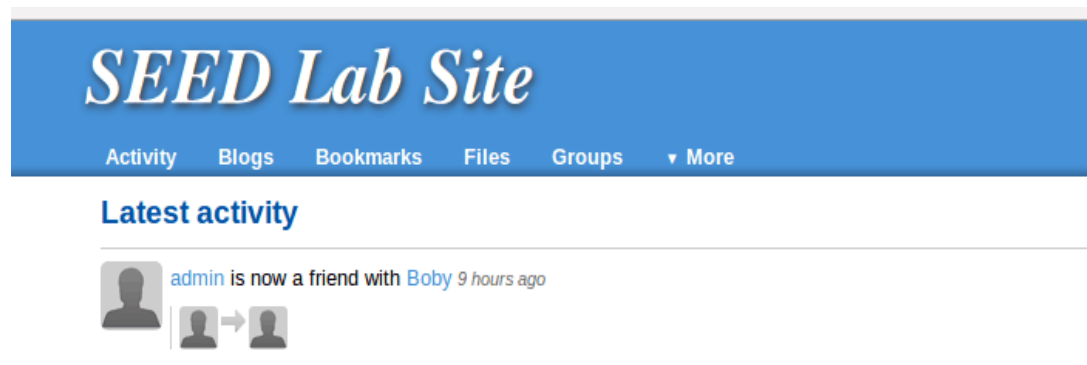 SEED Lab Site
Activity Blogs Bookmarks Files Groups ▼ More
Latest activity
admin is now a friend with Boby 9 hours ago